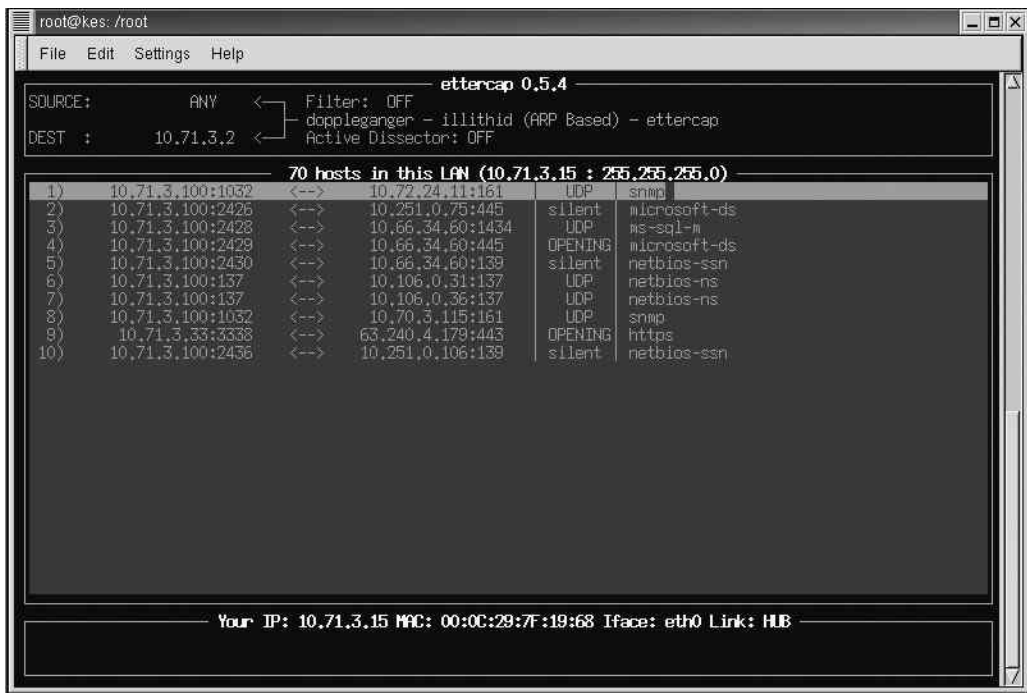 root@kes: /root
File Edit Settings Help
ettercap 0.5.4
SOURCE: ANY <— Filter: OFF
doppleganger - illithid (ARP Based) - ettercap
DEST : 10.71.3.2 <— Active Dissector: OFF
70 hosts in this LAN (10.71.3.15 : 255.255.255.0)
1) 10.71.3.100:1032 <--> 10.72.24.11:161 | UDP | snmp
2) 10.71.3.100:2426 <--> 10.251.0.75:445 | silent | microsoft-ds
3) 10.71.3.100:2428 <--> 10.66.34.60:1434 | UDP | ms-sql-m
4) 10.71.3.100:2429 <--> 10.66.34.60:445 | OPENING | microsoft-ds
5) 10.71.3.100:2430 <--> 10.66.34.60:139 | silent | netbios-ssn
6) 10.71.3.100:137 <--> 10.106.0.31:137 | UDP | netbios-ns
7) 10.71.3.100:137 <--> 10.106.0.36:137 | UDP | netbios-ns
8) 10.71.3.100:1032 <--> 10.70.3.115:161 | UDP | snmp
9) 10.71.3.33:3338 <--> 63.240.4.179:443 | OPENING | https
10) 10.71.3.100:2436 <--> 10.251.0.106:139 | silent | netbios-ssn
Your IP: 10.71.3.15 MAC: 00:0C:29:7F:19:68 Iface: eth0 Link: HUB